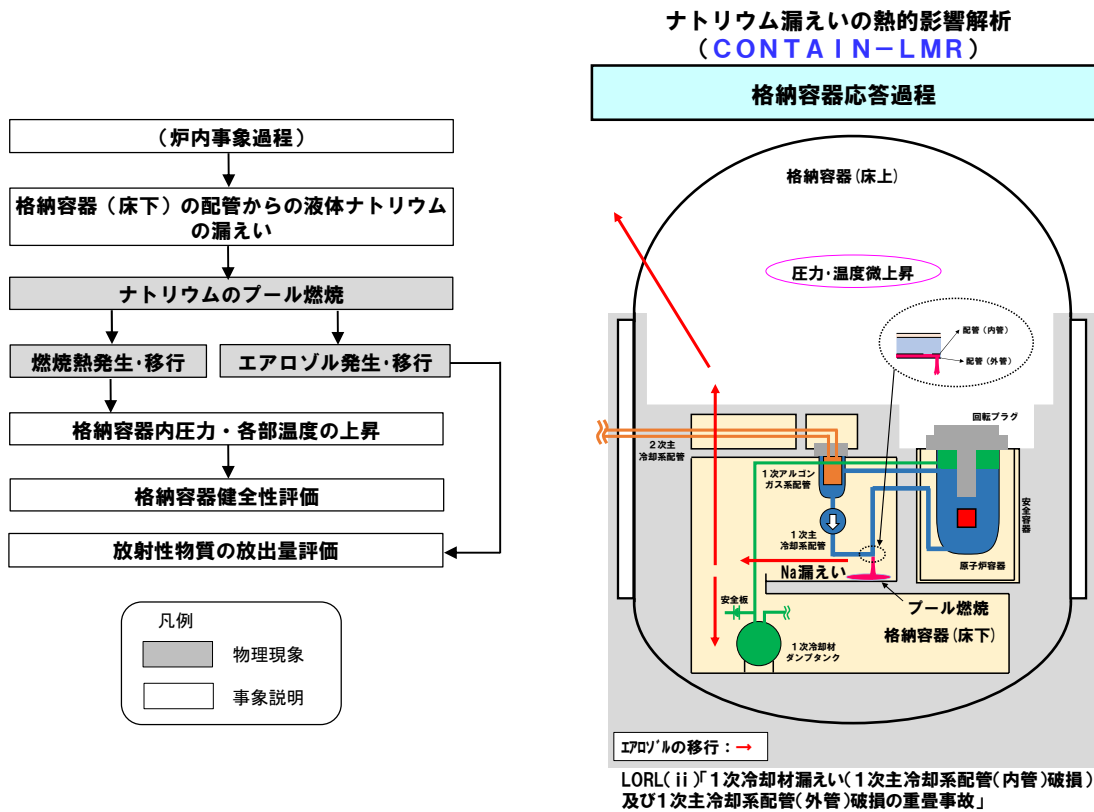 ナトリウム漏えいの熱的影響解析
（CONTAIN－LMR）
格納容器応答過程
（炉内事象過程）
格納容器（床下）の配管からの液体ナトリウム
の漏えい
ナトリウムのプール燃焼
燃焼熱発生・移行
エアロゾル発生・移行
格納容器内圧力・各部温度の上昇
格納容器健全性評価
放射性物質の放出量評価
凡例
物理現象
事象説明
格納容器(床上)
圧力・温度微上昇
配管（内管）
配管（外管）
回転プラグ
２次主
冷却系配管
１次アルゴン
ガス系配管
１次主
冷却系配管
安全容器
原子炉容器
Na漏えい
プール燃焼
格納容器(床下)
安全板
１次冷却材
ダンプタンク
ｴｱﾛｿﾞﾙの移行：→
LORL(ⅱ)「１次冷却材漏えい(１次主冷却系配管(内管)破損)
及び１次主冷却系配管(外管)破損の重畳事故」